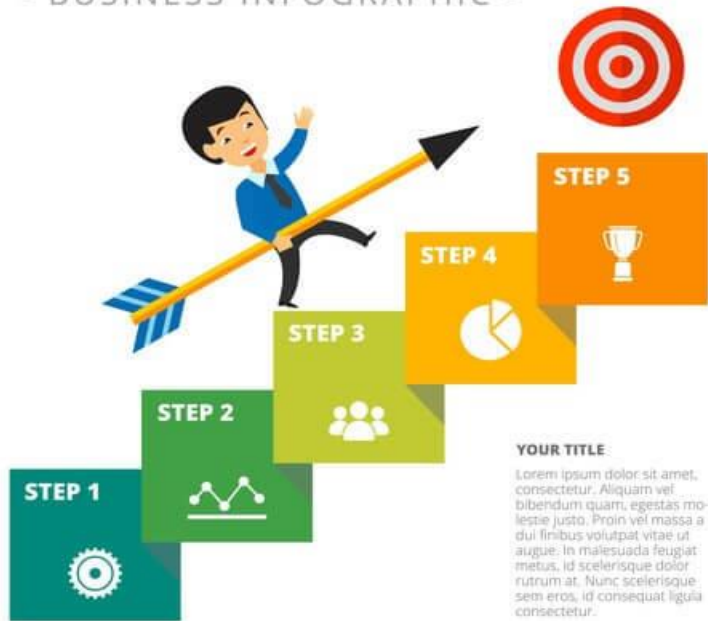 BUSINESS INFOGRAPHIC
STEP 5
STEP 4
STEP 3
STEP 2
STEP 1
YOUR TITLE
Lorem ipsum dolor sit amet,
consectetur. Aliquam vel
bibendum quam, egestas mo-
lestie justo. Proin vel massa a
dui finibus volutpat vitae ut
augue. In malesuada feugiat
metus, id scelerisque dolor
rutrum at. Nunc scelerisque
sem eros, id consequat ligula
consectetur.